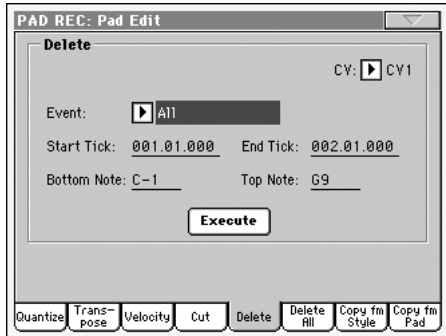 PAD REC: Pad Edit
Delete
CV: CV1
Event: All
Start Tick: 001.01.000 End Tick: 002.01.000
Bottom Note: C-1 Top Note: G9
Execute
Quantize Trans-pose Velocity Cut Delete Delete All Copy fm Style Copy fm Pad